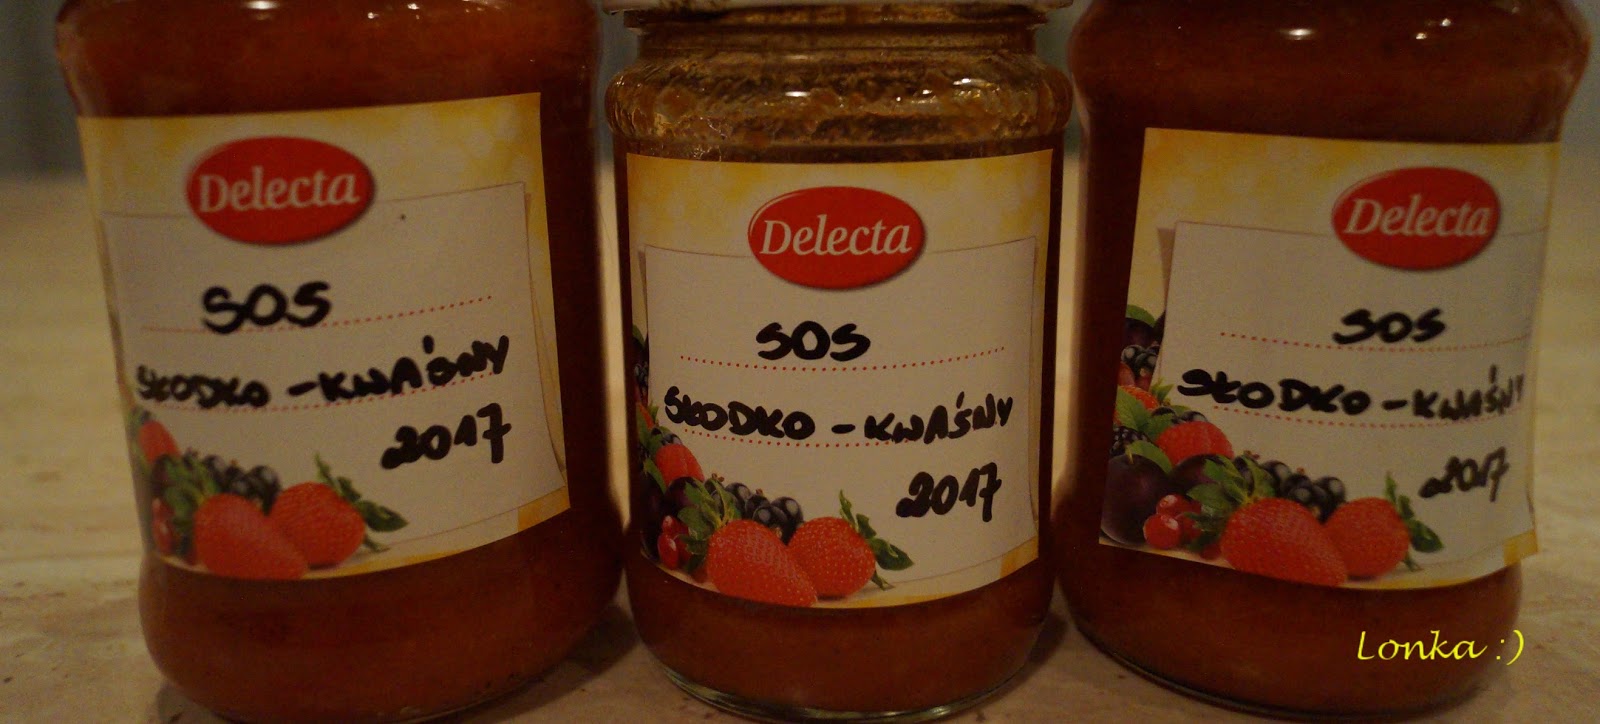 Delecta
SOS
SŁODKO-KWAŚNY
2017
Delecta
SOS
SŁODKO-KWAŚNY
2017
Delecta
SOS
SŁODKO-KWAŚNY
2017
Lonka :)